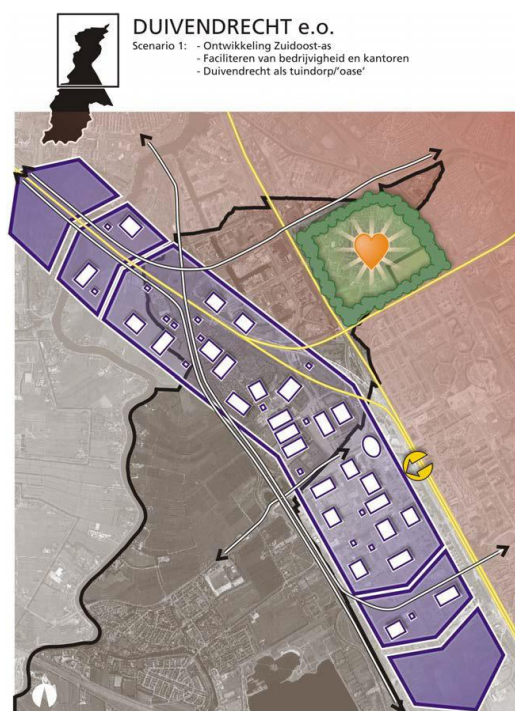 DUIVENDRECHT e.o.
Scenario 1: - Ontwikkeling Zuidoost-as
- Faciliteren van bedrijvigheid en kantoren
- Duivendrecht als tuindorp/'oase'